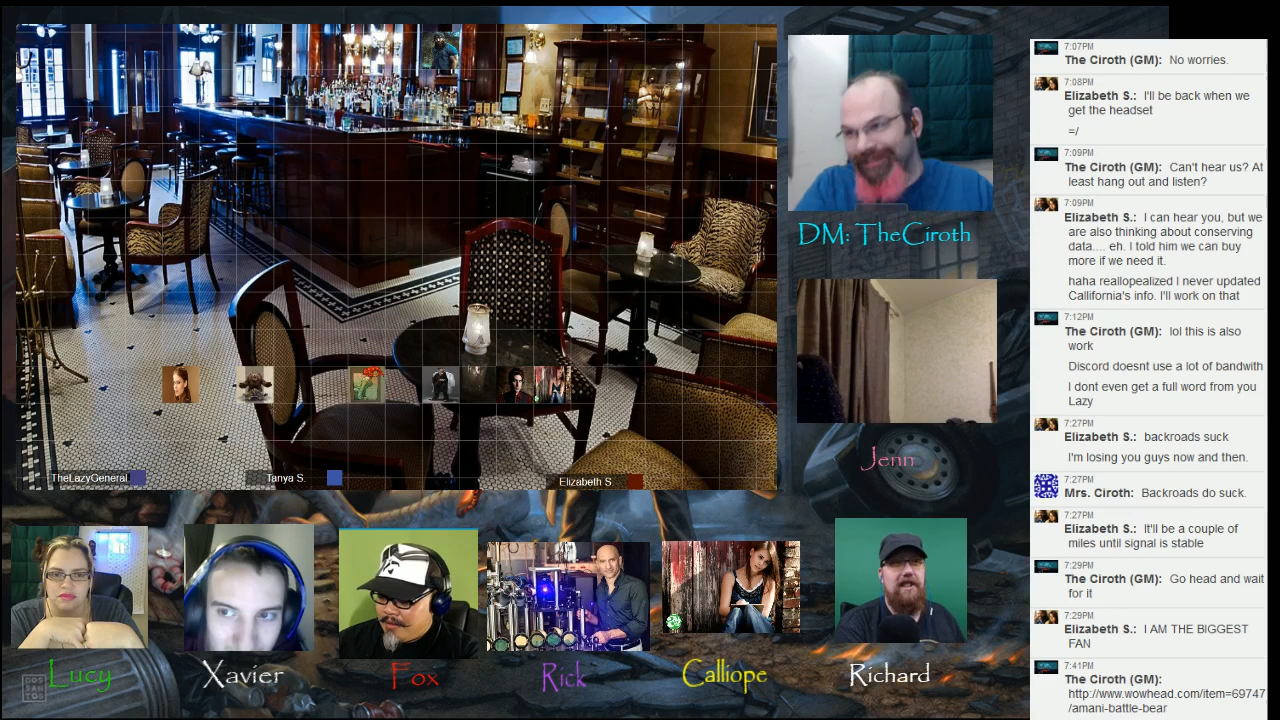 TheLazyGeneral
Tanya S.
Elizabeth S
DM: TheCiroth
Jenn
Lucy
Xavier
Fox
Rick
Calliope
Richard
DOS
SAN
TOS
7:07PM
The Ciroth (GM): No worries.
7:08PM
Elizabeth S.: I'll be back when we
get the headset
=/
7:09PM
The Ciroth (GM): Can't hear us? At
least hang out and listen?
7:09PM
Elizabeth S.: I can hear you, but we
are also thinking about conserving
data.... eh. I told him we can buy
more if we need it.
haha reallopealized I never updated
Callifornia's info. I'll work on that
7:12PM
The Ciroth (GM): lol this is also
work
Discord doesnt use a lot of bandwith
I dont even get a full word from you
Lazy
7:27PM
Elizabeth S.: backroads suck
I'm losing you guys now and then.
7:27PM
Mrs. Ciroth: Backroads do suck.
7:27PM
Elizabeth S.: It'll be a couple of
miles until signal is stable
7:29PM
The Ciroth (GM): Go head and wait
for it
7:29PM
Elizabeth S.: I AM THE BIGGEST
FAN
7:41PM
The Ciroth (GM):
http://www.wowhead.com/item=69747
/amani-battle-bear